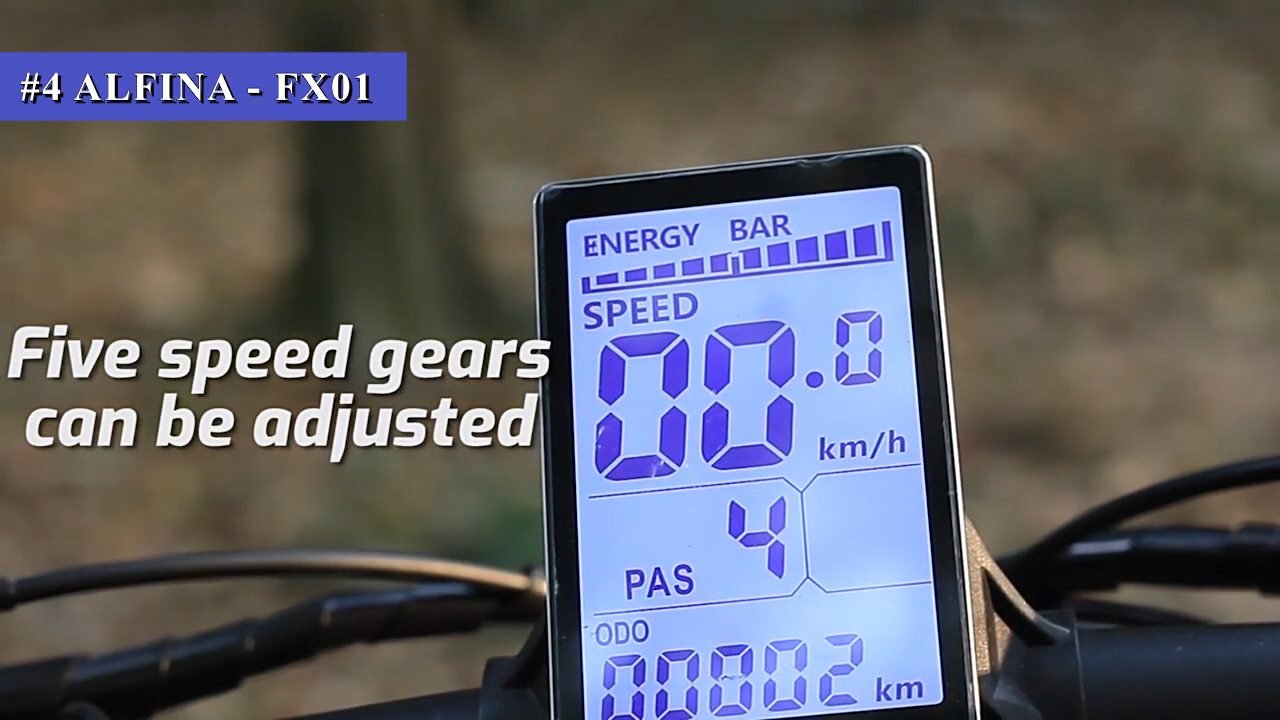 #4 ALFINA - FX01
ENERGY BAR
SPEED
00.0
km/h
Five speed gears
can be adjusted
4
PAS
ODO
00002 km